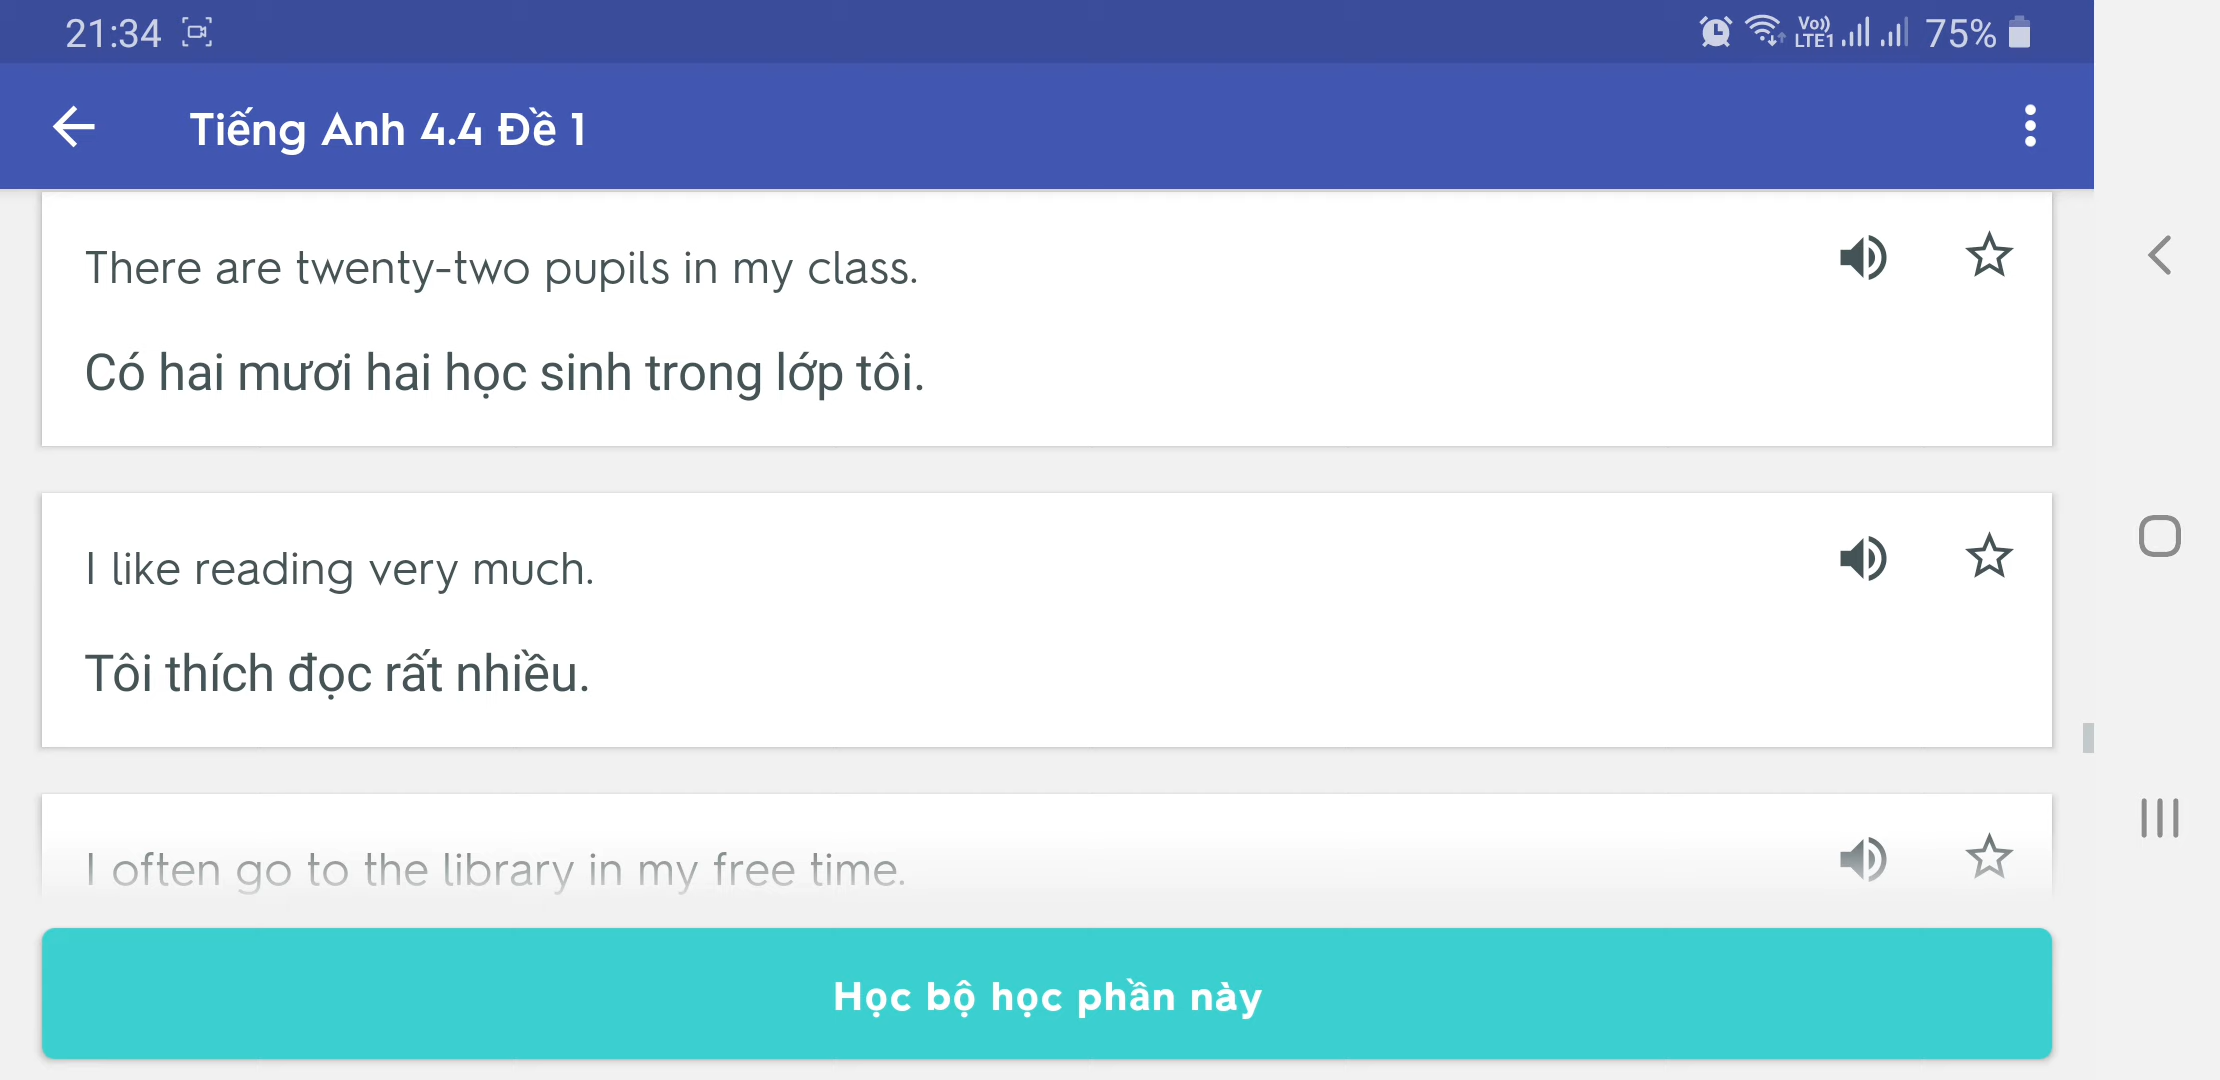 21:34 Vo)) LTE1 75%
Tiếng Anh 4.4 Đề 1
There are twenty-two pupils in my class.
Có hai mươi hai học sinh trong lớp tôi.
I like reading very much.
Tôi thích đọc rất nhiều.
I often go to the library in my free time.
Học bộ học phần này